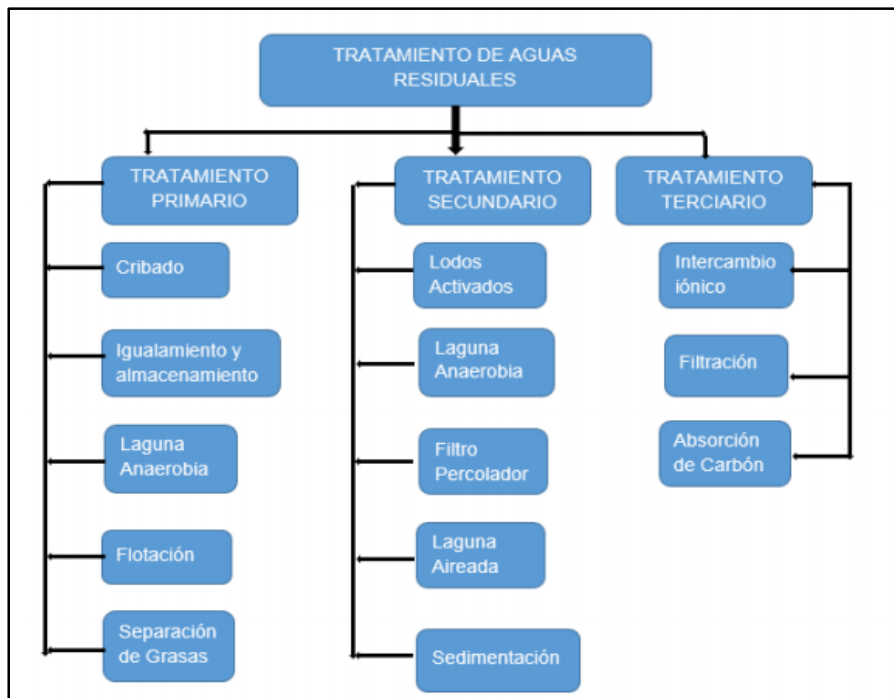 TRATAMIENTO DE AGUAS
RESIDUALES
TRATAMIENTO
PRIMARIO
Cribado
Igualamiento y
almacenamiento
Laguna
Anaerobia
Flotación
Separación
de Grasas
TRATAMIENTO
SECUNDARIO
Lodos
Activados
Laguna
Anaerobia
Filtro
Percolador
Laguna
Aireada
Sedimentación
TRATAMIENTO
TERCIARIO
Intercambio
iónico
Filtración
Absorción
de Carbón